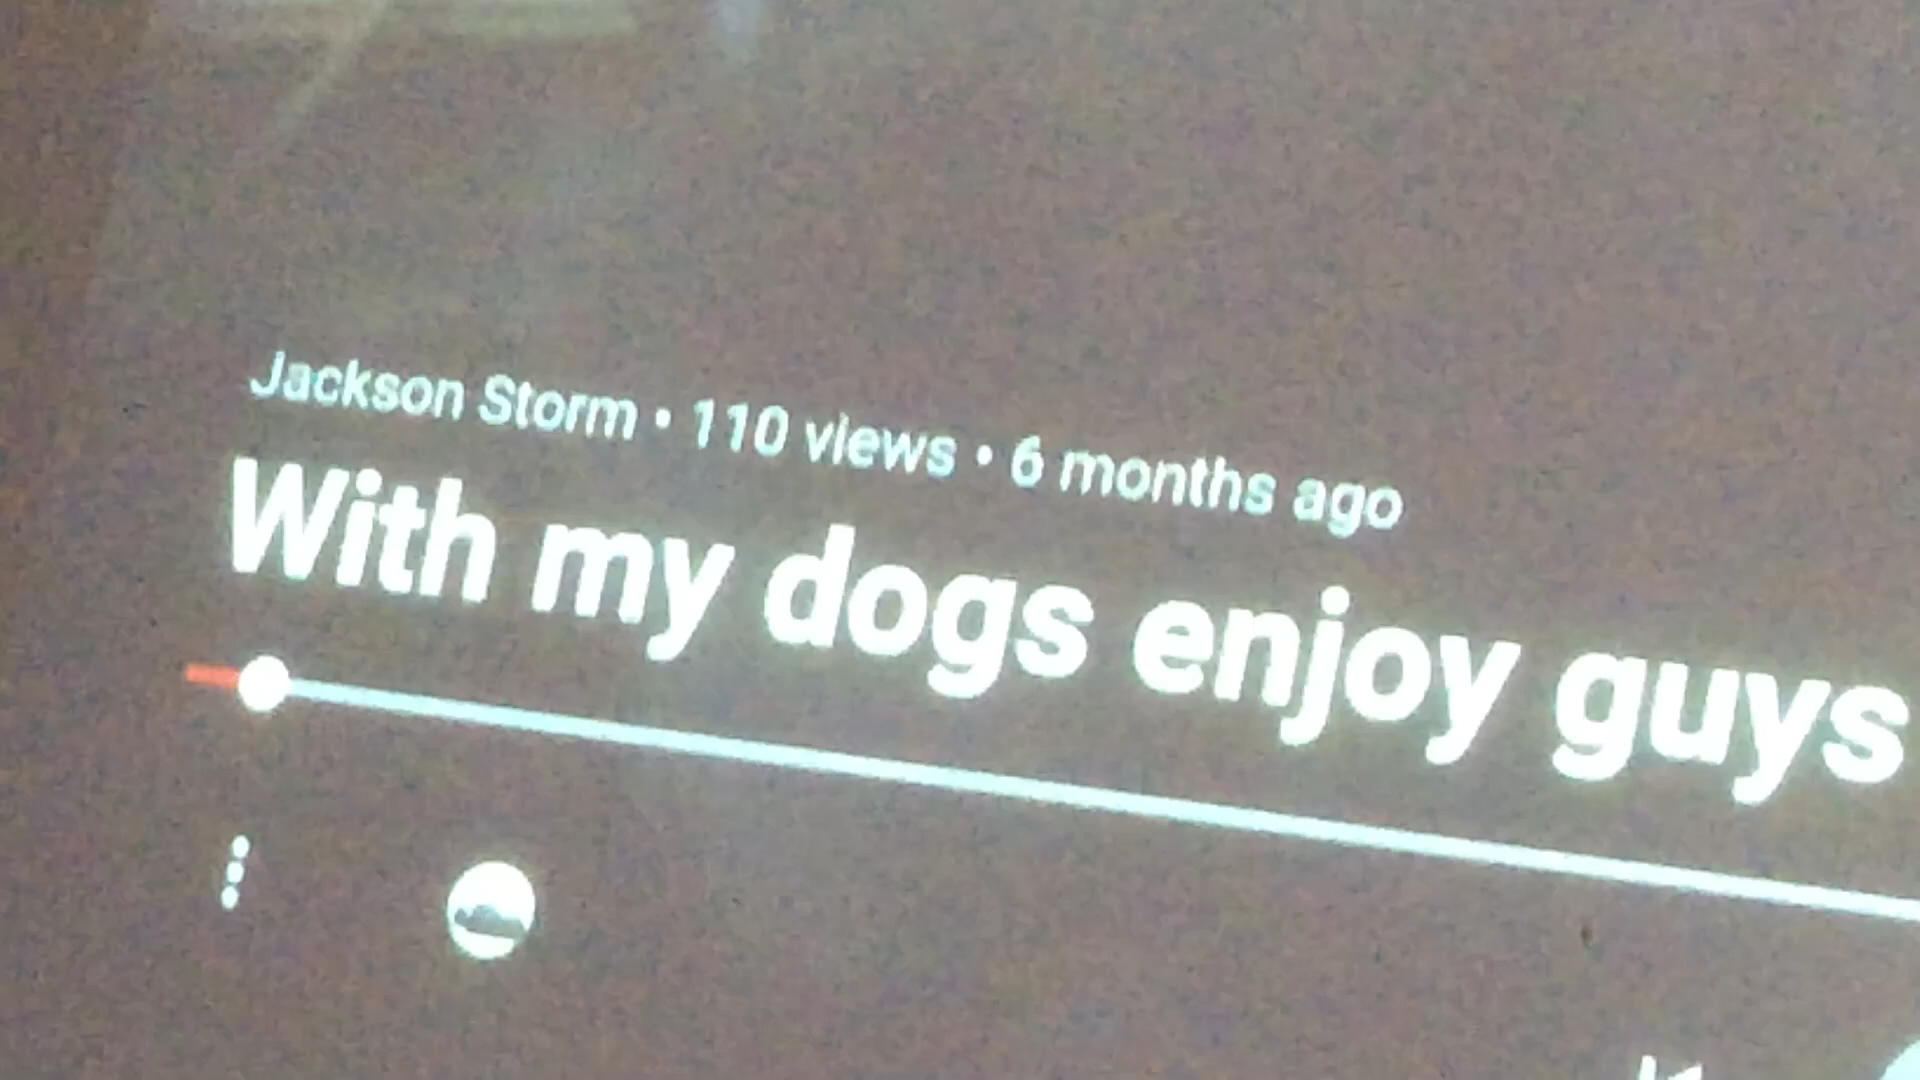 Jackson Storm • 110 views • 6 months ago
With my dogs enjoy guys